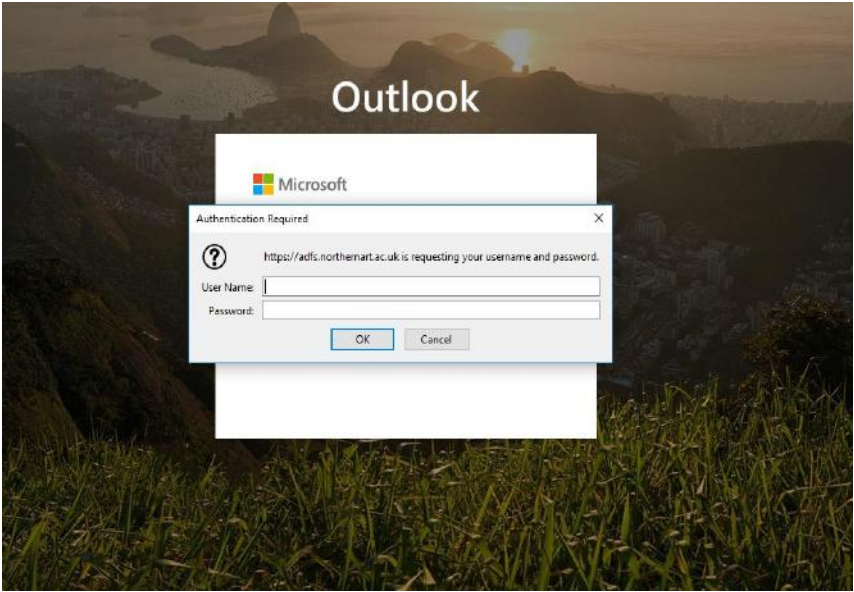 Outlook
Microsoft
Authentication Required
https://adfs.northernart.ac.uk is requesting your username and password.
User Name:
Password:
OK Cancel